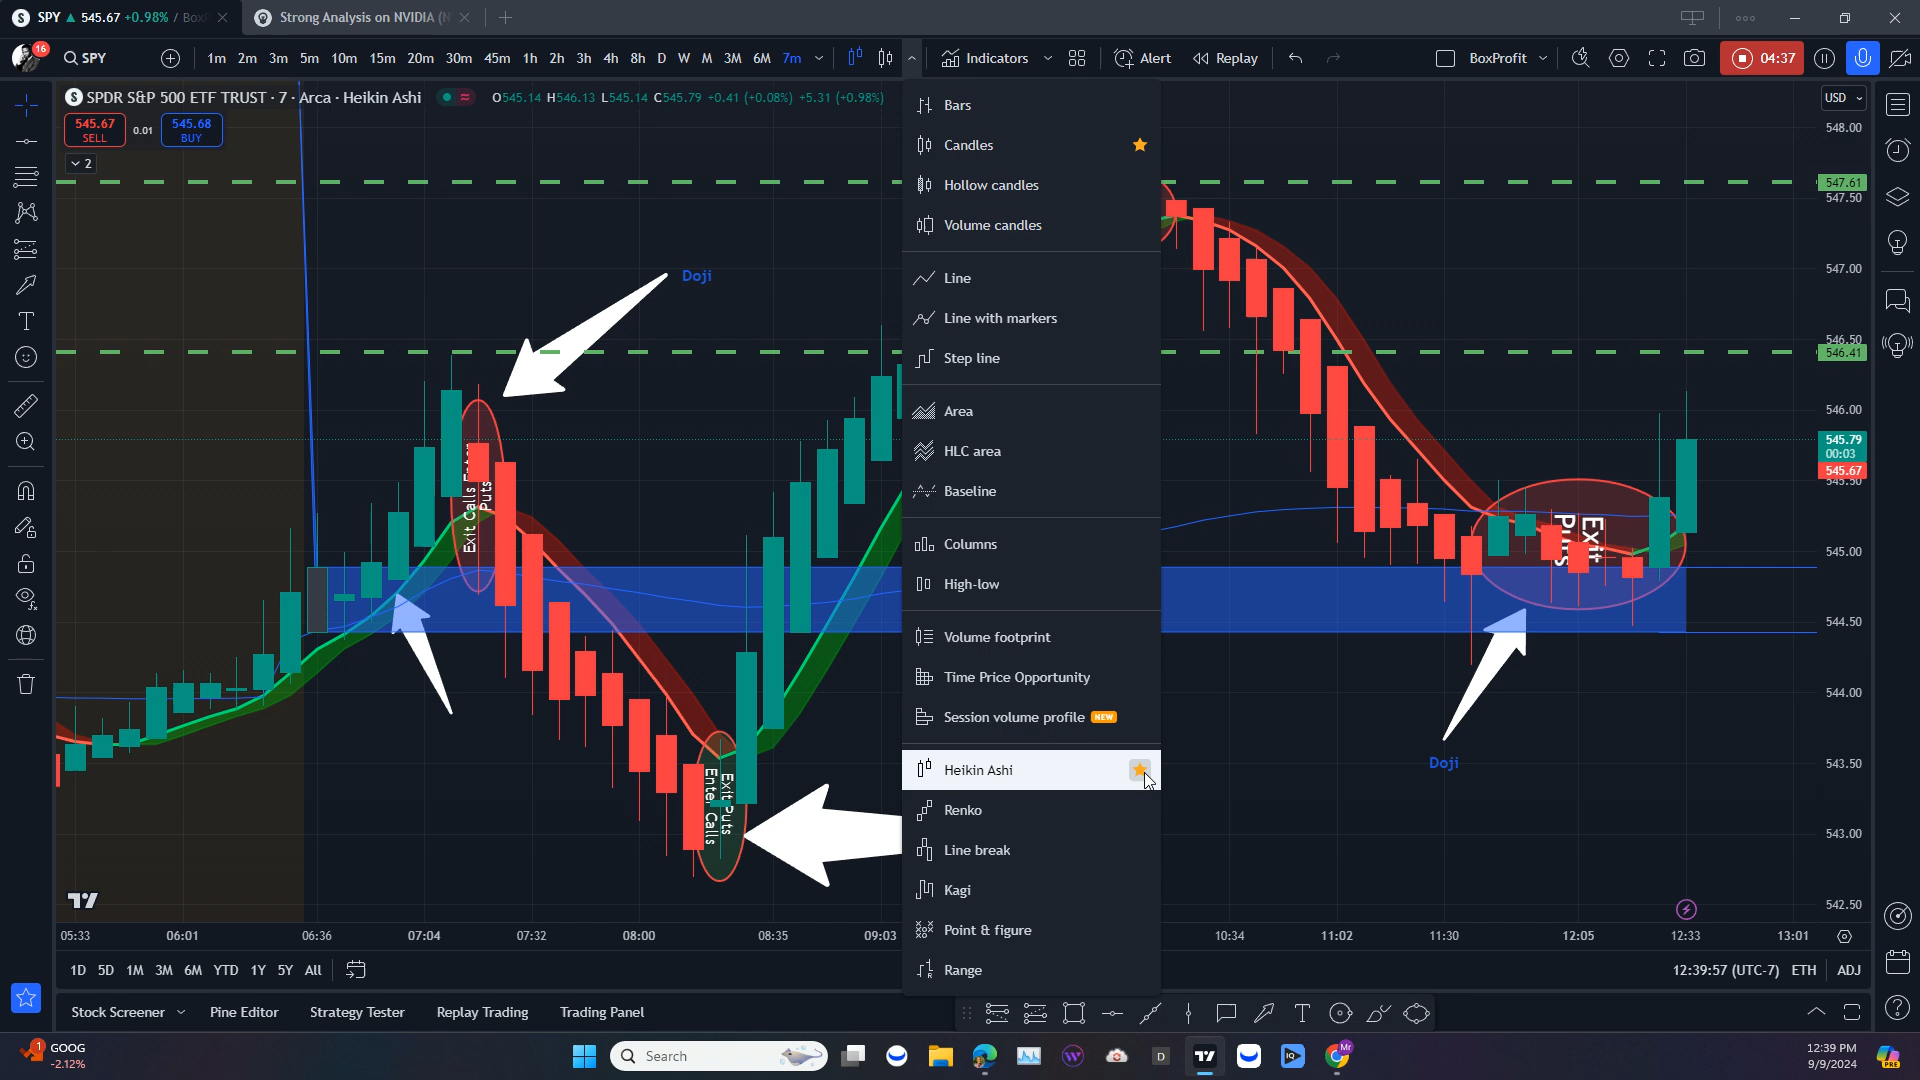 SPY ▲ 545.67 +0.98% / Box
Strong Analysis on NVIDIA (N
16
SPY
1m 2m 3m 5m 10m 15m 20m 30m 45m 1h 2h 3h 4h 8h D W M 3M 6M 7m
Indicators
Alert
Replay
BoxProfit
04:37
SPDR S&P 500 ETF TRUST · 7 · Arca · Heikin Ashi
O545.14 H546.13 L545.14 C545.79 +0.41 (+0.08%) +5.31 (+0.98%)
USD
545.67
SELL
0.01
545.68
BUY
2
Bars
Candles
Hollow candles
Volume candles
Line
Line with markers
Step line
Area
HLC area
Baseline
Columns
High-low
Volume footprint
Time Price Opportunity
Session volume profile NEW
Heikin Ashi
Renko
Line break
Kagi
Point & figure
Range
Doji
Exit Calls Enter
Puts
Exit Puts
Enter Calls
Exit
Puts
Doji
548.00
547.61
547.50
547.00
546.50
546.41
546.00
545.79
00:03
545.67
545.50
545.00
544.50
544.00
543.50
543.00
542.50
05:33 06:01 06:36 07:04 07:32 08:00 08:35 09:03 10:34 11:02 11:30 12:05 12:33 13:01
1D 5D 1M 3M 6M YTD 1Y 5Y All
12:39:57 (UTC-7) ETH ADJ
Stock Screener
Pine Editor
Strategy Tester
Replay Trading
Trading Panel
1
GOOG
-2.12%
Search
12:39 PM
9/9/2024